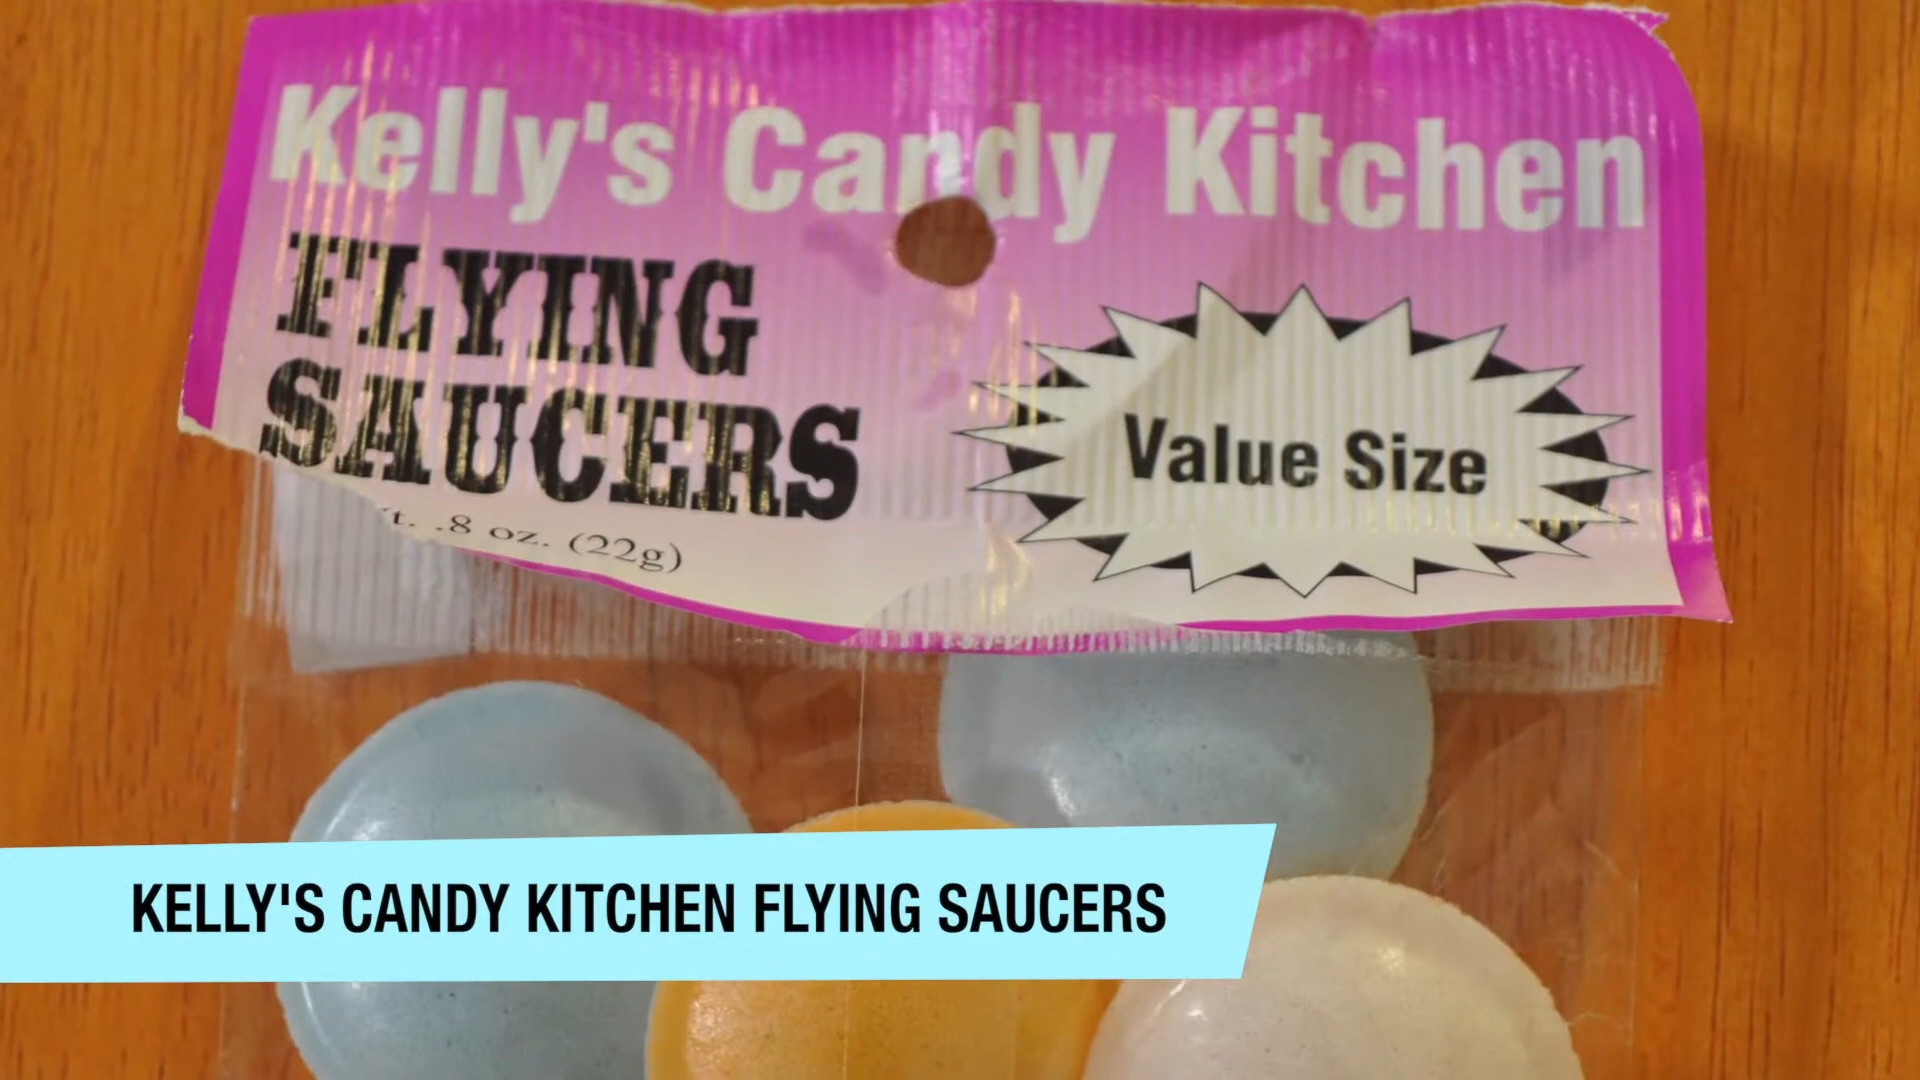 Kelly's Candy Kitchen
FLYING
SAUCERS
Value Size
t. .8 oz. (22g)
KELLY'S CANDY KITCHEN FLYING SAUCERS